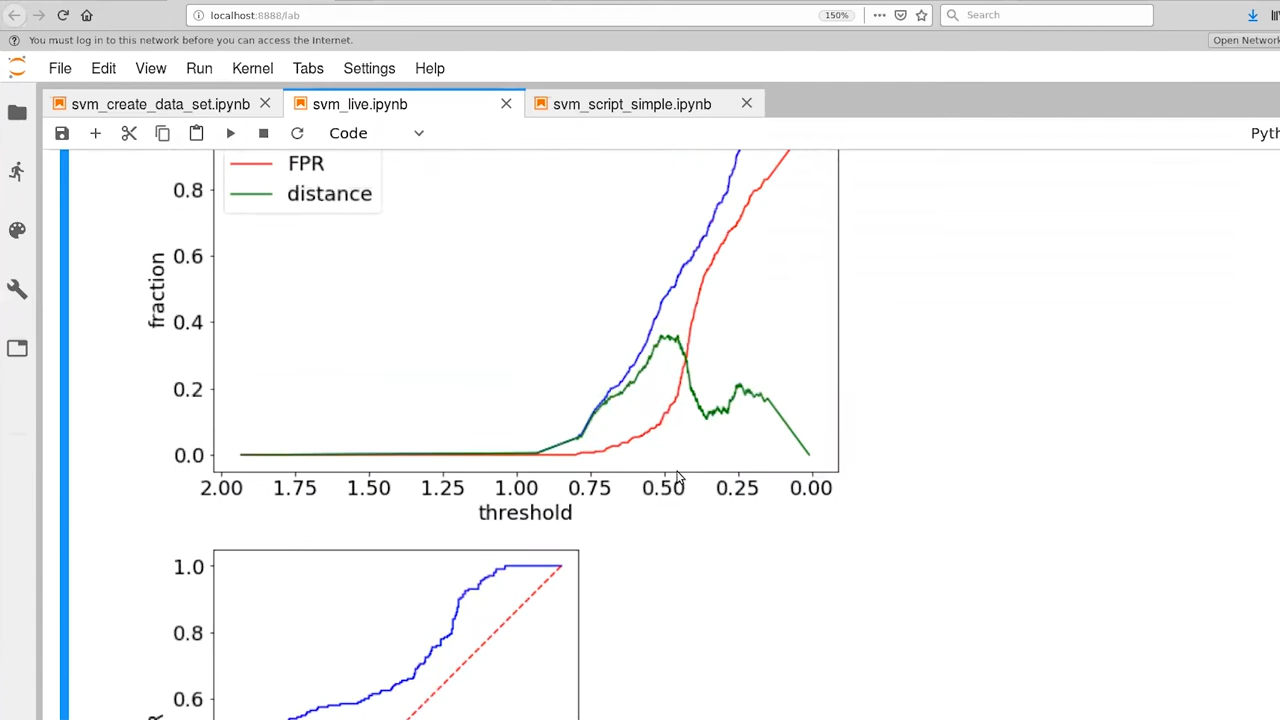 localhost:8888/lab
150%
Search
You must log in to this network before you can access the Internet.
Open Network
File Edit View Run Kernel Tabs Settings Help
svm_create_data_set.ipynb
svm_live.ipynb
svm_script_simple.ipynb
Code
Pyth
FPR
distance
0.8
0.6
0.4
0.2
0.0
fraction
2.00 1.75 1.50 1.25 1.00 0.75 0.50 0.25 0.00
threshold
1.0
0.8
0.6
R